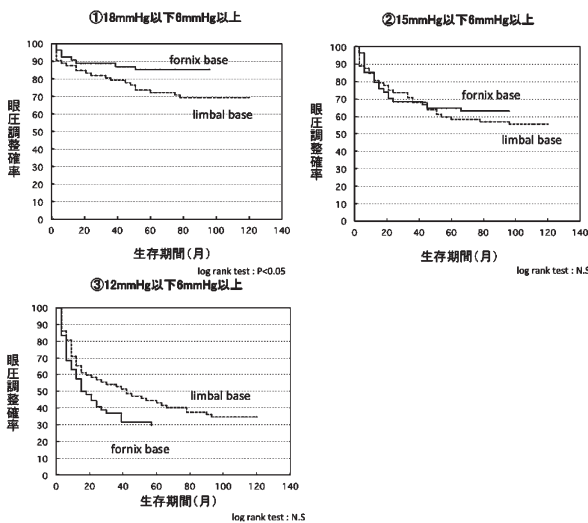 ①18mmHg以下6mmHg以上
100
90
80
70
60
50
40
30
20
10
0
眼圧調整確率
fornix base
limbal base
0 20 40 60 80 100 120 140
生存期間(月)
log rank test : P<0.05
②15mmHg以下6mmHg以上
100
90
80
70
60
50
40
30
20
10
0
眼圧調整確率
fornix base
limbal base
0 20 40 60 80 100 120 140
生存期間(月)
log rank test : N.S
③12mmHg以下6mmHg以上
100
90
80
70
60
50
40
30
20
10
0
眼圧調整確率
limbal base
fornix base
0 20 40 60 80 100 120 140
生存期間(月)
log rank test : N.S